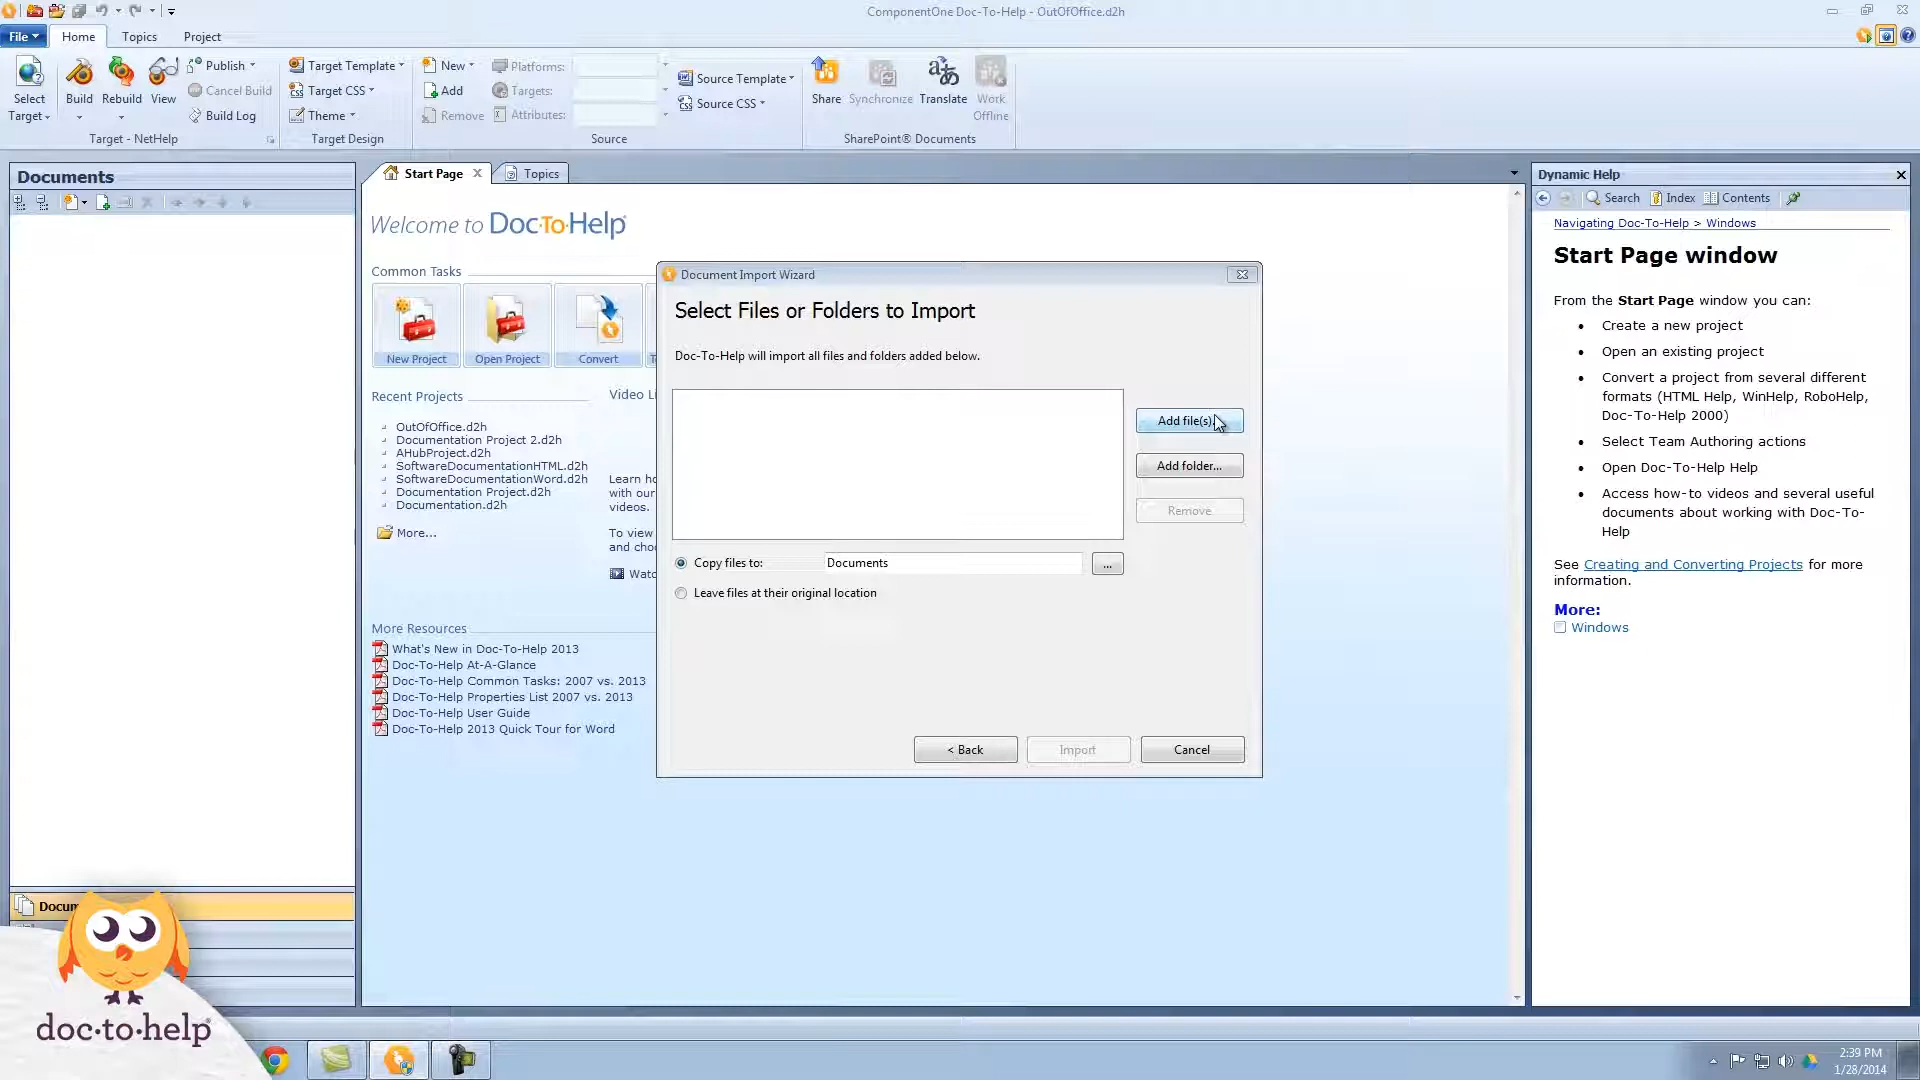 ComponentOne Doc-To-Help - OutOfOffice.d2h
File
Home
Topics
Project
Select
Target
Build
Rebuild
View
Publish
Cancel Build
Build Log
Target - NetHelp
Target Template
Target CSS
Theme
Target Design
New
Add
Remove
Platforms:
Targets:
Attributes:
Source Template
Source CSS
Source
Share
Synchronize
Translate
Work
Offline
SharePoint® Documents
Documents
Start Page
Topics
Welcome to Doc-To-Help
Common Tasks
New Project
Open Project
Convert
Recent Projects
OutOfOffice.d2h
Documentation Project 2.d2h
AHubProject.d2h
SoftwareDocumentationHTML.d2h
SoftwareDocumentationWord.d2h
Documentation Project.d2h
Documentation.d2h
More...
Video Li
Learn
with our
videos.
To view
and
More Resources
What's New in Doc-To-Help 2013
Doc-To-Help At-A-Glance
Doc-To-Help Common Tasks: 2007 vs. 2013
Doc-To-Help Properties List 2007 vs. 2013
Doc-To-Help User Guide
Doc-To-Help 2013 Quick Tour for Word
Document Import Wizard
Select Files or Folders to Import
Doc-To-Help will import all files and folders added below.
Add file(s)
Add folder...
Remove
Copy files to:
Documents
...
Leave files at their original location
< Back
Import
Cancel
Dynamic Help
Search
Index
Contents
Navigating Doc-To-Help > Windows
Start Page window
From the Start Page window you can:
• Create a new project
• Open an existing project
• Convert a project from several different
formats (HTML Help, WinHelp, RoboHelp,
Doc-To-Help 2000)
• Select Team Authoring actions
• Open Doc-To-Help Help
• Access how-to videos and several useful
documents about working with Doc-To-
Help
See Creating and Converting Projects for more
information.
More:
Windows
Docum
doc·to·help
2:39 PM
1/28/2014